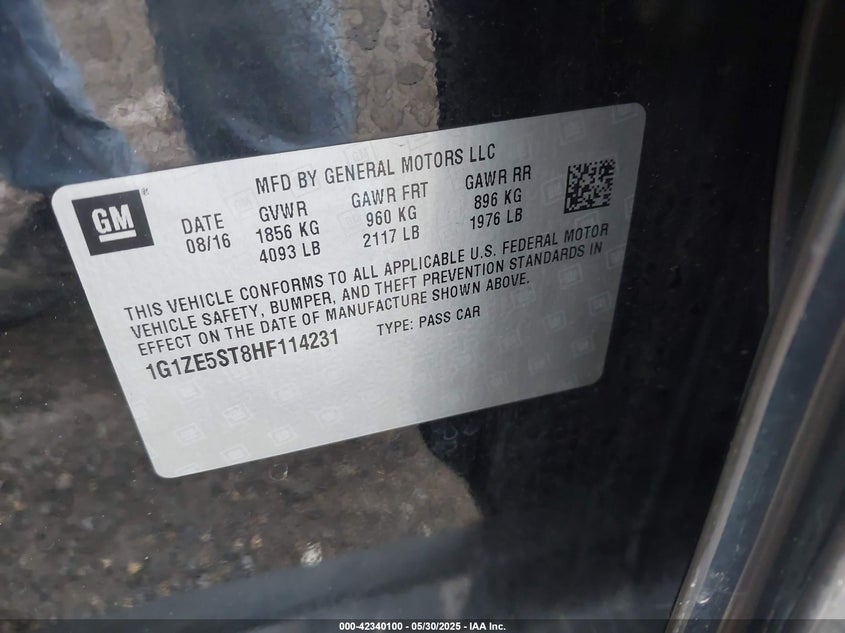 GM®
MFD BY GENERAL MOTORS LLC
DATE GVWR GAWR FRT GAWR RR
08/16 1856 KG 960 KG 896 KG
4093 LB 2117 LB 1976 LB
THIS VEHICLE CONFORMS TO ALL APPLICABLE U.S. FEDERAL MOTOR
VEHICLE SAFETY, BUMPER, AND THEFT PREVENTION STANDARDS IN
EFFECT ON THE DATE OF MANUFACTURE SHOWN ABOVE.
1G1ZE5ST8HF114231 TYPE: PASS CAR
000-42340100 - 05/30/2025 - IAA Inc.